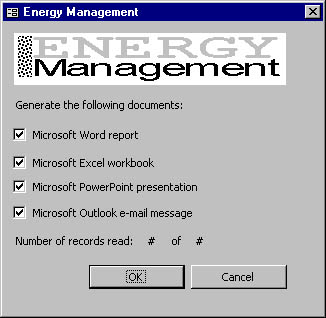 Energy Management
ENERGY
Management
Generate the following documents:
Microsoft Word report
Microsoft Excel workbook
Microsoft PowerPoint presentation
Microsoft Outlook e-mail message
Number of records read: # of #
OK Cancel